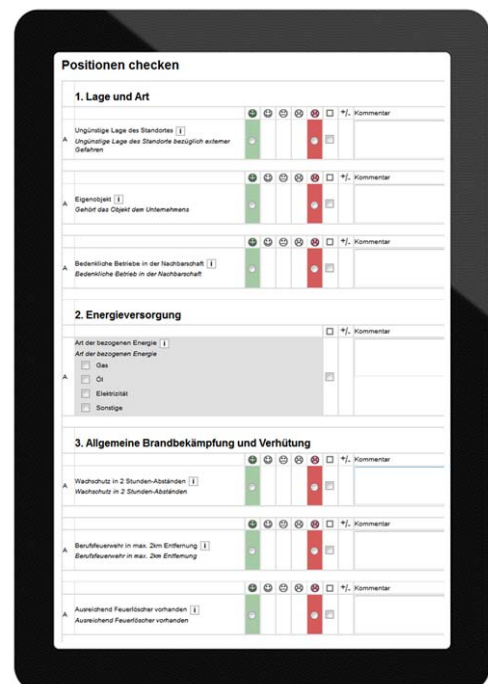 Positionen checken
1. Lage und Art
+/- Kommentar
A Ungünstige Lage des Standortes i
Ungünstige Lage des Standorte bezüglich externer
Gefahren
+/- Kommentar
A Eigenobjekt i
Gehört das Objekt dem Unternehmens
+/- Kommentar
A Bedenkliche Betriebe in der Nachbarschaft i
Bedenkliche Betrieb in der Nachbarschaft
2. Energieversorgung
+/- Kommentar
Art der bezogenen Energie i
Art der bezogenen Energie
Gas
A Öl
Elektrizität
Sonstige
3. Allgemeine Brandbekämpfung und Verhütung
+/- Kommentar
A Wachschutz in 2 Stunden-Abständen i
Wachschutz in 2 Stunden-Abständen
+/- Kommentar
A Berufsfeuerwehr in max. 2km Entfernung i
Berufsfeuerwehr in max. 2km Entfernung
+/- Kommentar
A Ausreichend Feuerlöscher vorhanden i
Ausreichend Feuerlöscher vorhanden